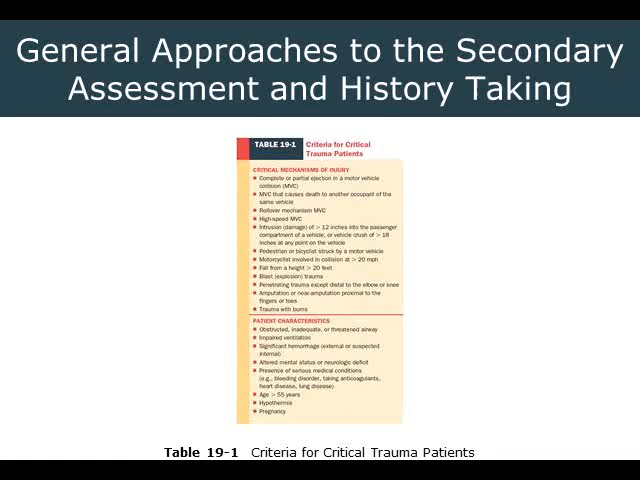 General Approaches to the Secondary
Assessment and History Taking
TABLE 19-1 Criteria for Critical
Trauma Patients
CRITICAL MECHANISMS OF INJURY
Complete or partial ejection in a motor vehicle
collision (MVC)
MVC that causes death to another occupant of the
same vehicle
Rollover mechanism MVC
High-speed MVC
Intrusion (damage) of > 12 inches into the passenger
compartment of a vehicle, or vehicle crush of > 18
inches at any point on the vehicle
Pedestrian or bicyclist struck by a motor vehicle
Motorcyclist involved in collision at > 20 mph
Fall from a height > 20 feet
Blast (explosion) trauma
Penetrating trauma except distal to the elbow or knee
Amputation or near-amputation proximal to the
fingers or toes
Trauma with burns
PATIENT CHARACTERISTICS
Obstructed, inadequate, or threatened airway
Impaired ventilation
Significant hemorrhage (external or suspected
internal)
Altered mental status or neurologic deficit
Presence of serious medical conditions
(e.g., bleeding disorder, taking anticoagulants,
heart disease, lung disease)
Age > 55 years
Hypothermia
Pregnancy
Table 19-1 Criteria for Critical Trauma Patients